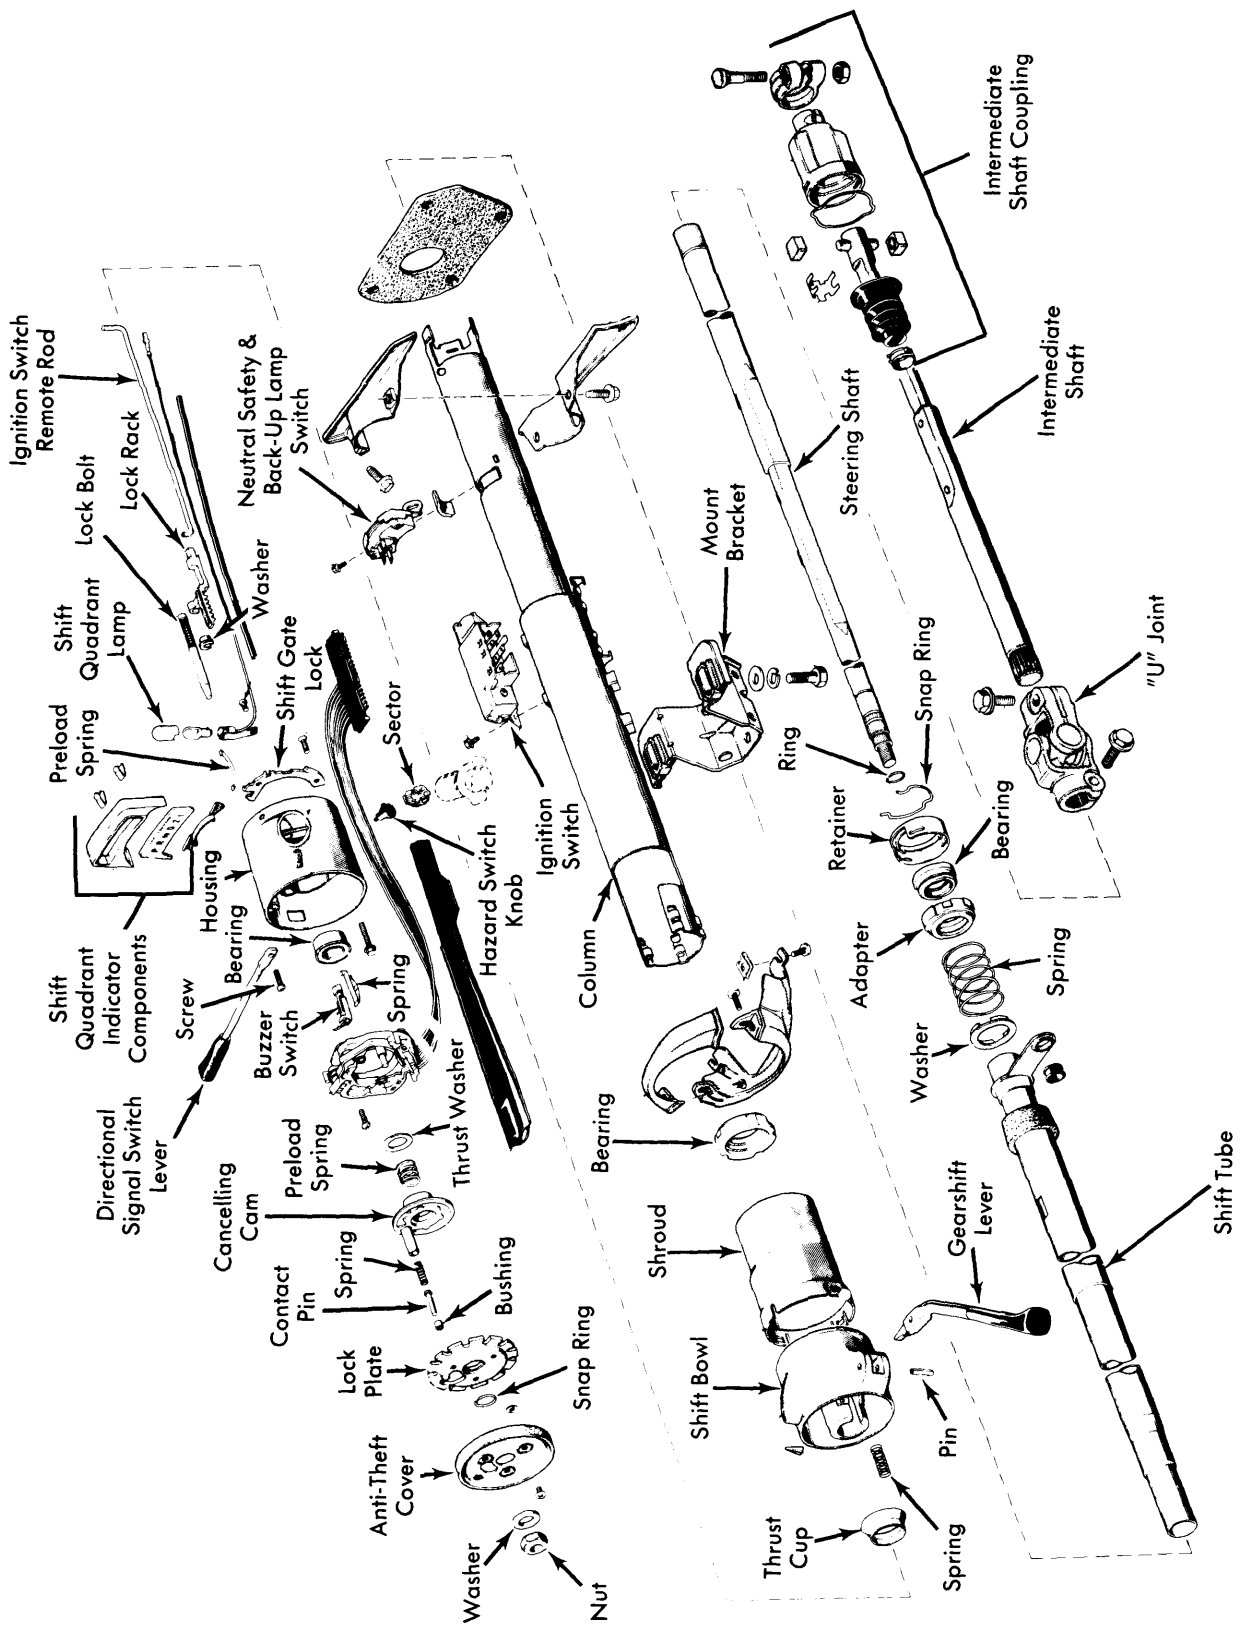 Ignition Switch
Remote Rod
Lock Rack
Lock Bolt
Shift
Quadrant
Lamp
Preload
Spring
Washer
Shift Gate
Lock
Neutral Safety &
Back-Up Lamp
Switch
Intermediate
Shaft Coupling
Intermediate
Shaft
Steering Shaft
Mount
Bracket
Sector
Ignition
Switch
Hazard Switch
Knob
Column
Housing
Bearing
Shift
Quadrant
Indicator
Components
Screw
Buzzer
Switch
Spring
Directional
Signal Switch
Lever
Thrust Washer
Preload
Spring
Cancelling
Cam
Spring
Contact
Pin
Bushing
Lock
Plate
Snap Ring
Anti-Theft
Cover
Washer
Nut
Ring
Snap Ring
Retainer
Bearing
Adapter
Spring
Washer
"U" Joint
Bearing
Shroud
Shift Bowl
Gearshift
Lever
Pin
Spring
Thrust
Cup
Shift Tube